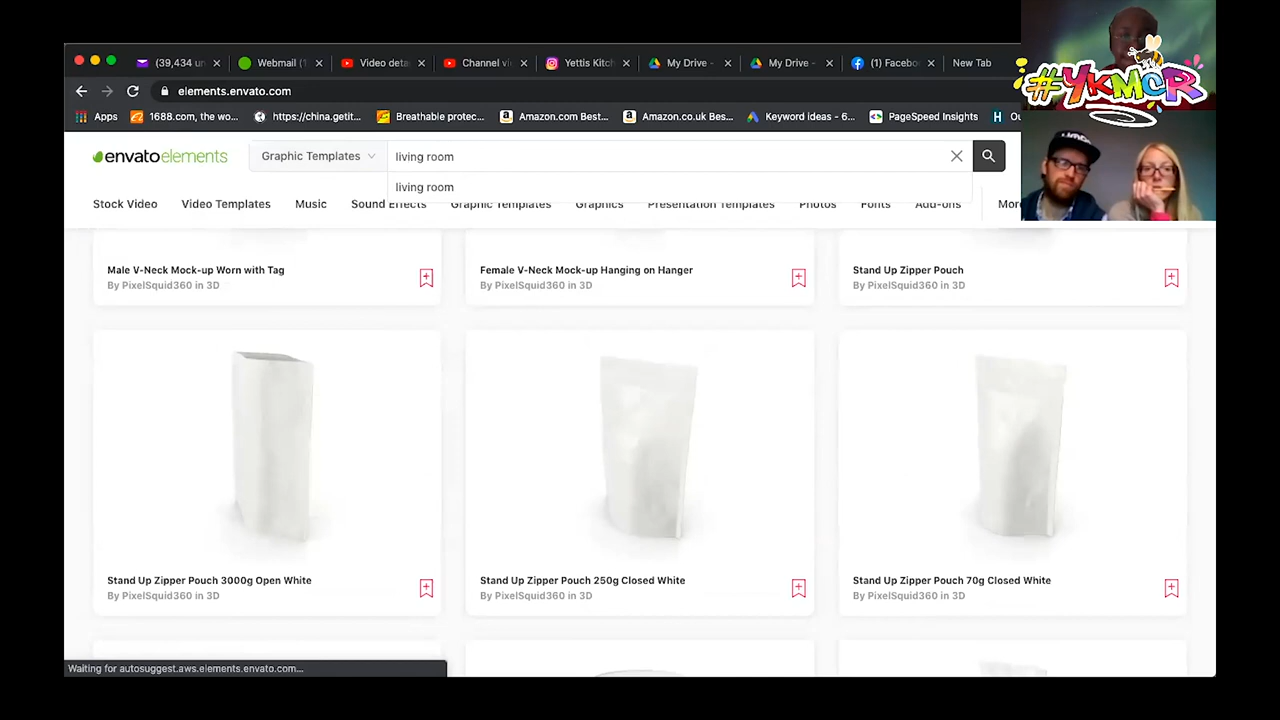 (39,434 un
Webmail (1
Video deta
Channel vi
Yettis Kitch
My Drive -
My Drive -
(1) Facebo
New Tab
elements.envato.com
Apps
1688.com, the wo...
https://china.getit...
Breathable protec...
Amazon.com Best...
Amazon.co.uk Best...
Keyword ideas - 6...
PageSpeed Insights
#YKMCR
envatoelements
Graphic Templates
living room
living room
Stock Video
Video Templates
Music
Sound Effects
Graphic Templates
Graphics
Presentation Templates
Photos
Fonts
Add-ons
Male V-Neck Mock-up Worn with Tag
By PixelSquid360 in 3D
Female V-Neck Mock-up Hanging on Hanger
By PixelSquid360 in 3D
Stand Up Zipper Pouch
By PixelSquid360 in 3D
Stand Up Zipper Pouch 3000g Open White
By PixelSquid360 in 3D
Stand Up Zipper Pouch 250g Closed White
By PixelSquid360 in 3D
Stand Up Zipper Pouch 70g Closed White
By PixelSquid360 in 3D
Waiting for autosuggest.aws.elements.envato.com...